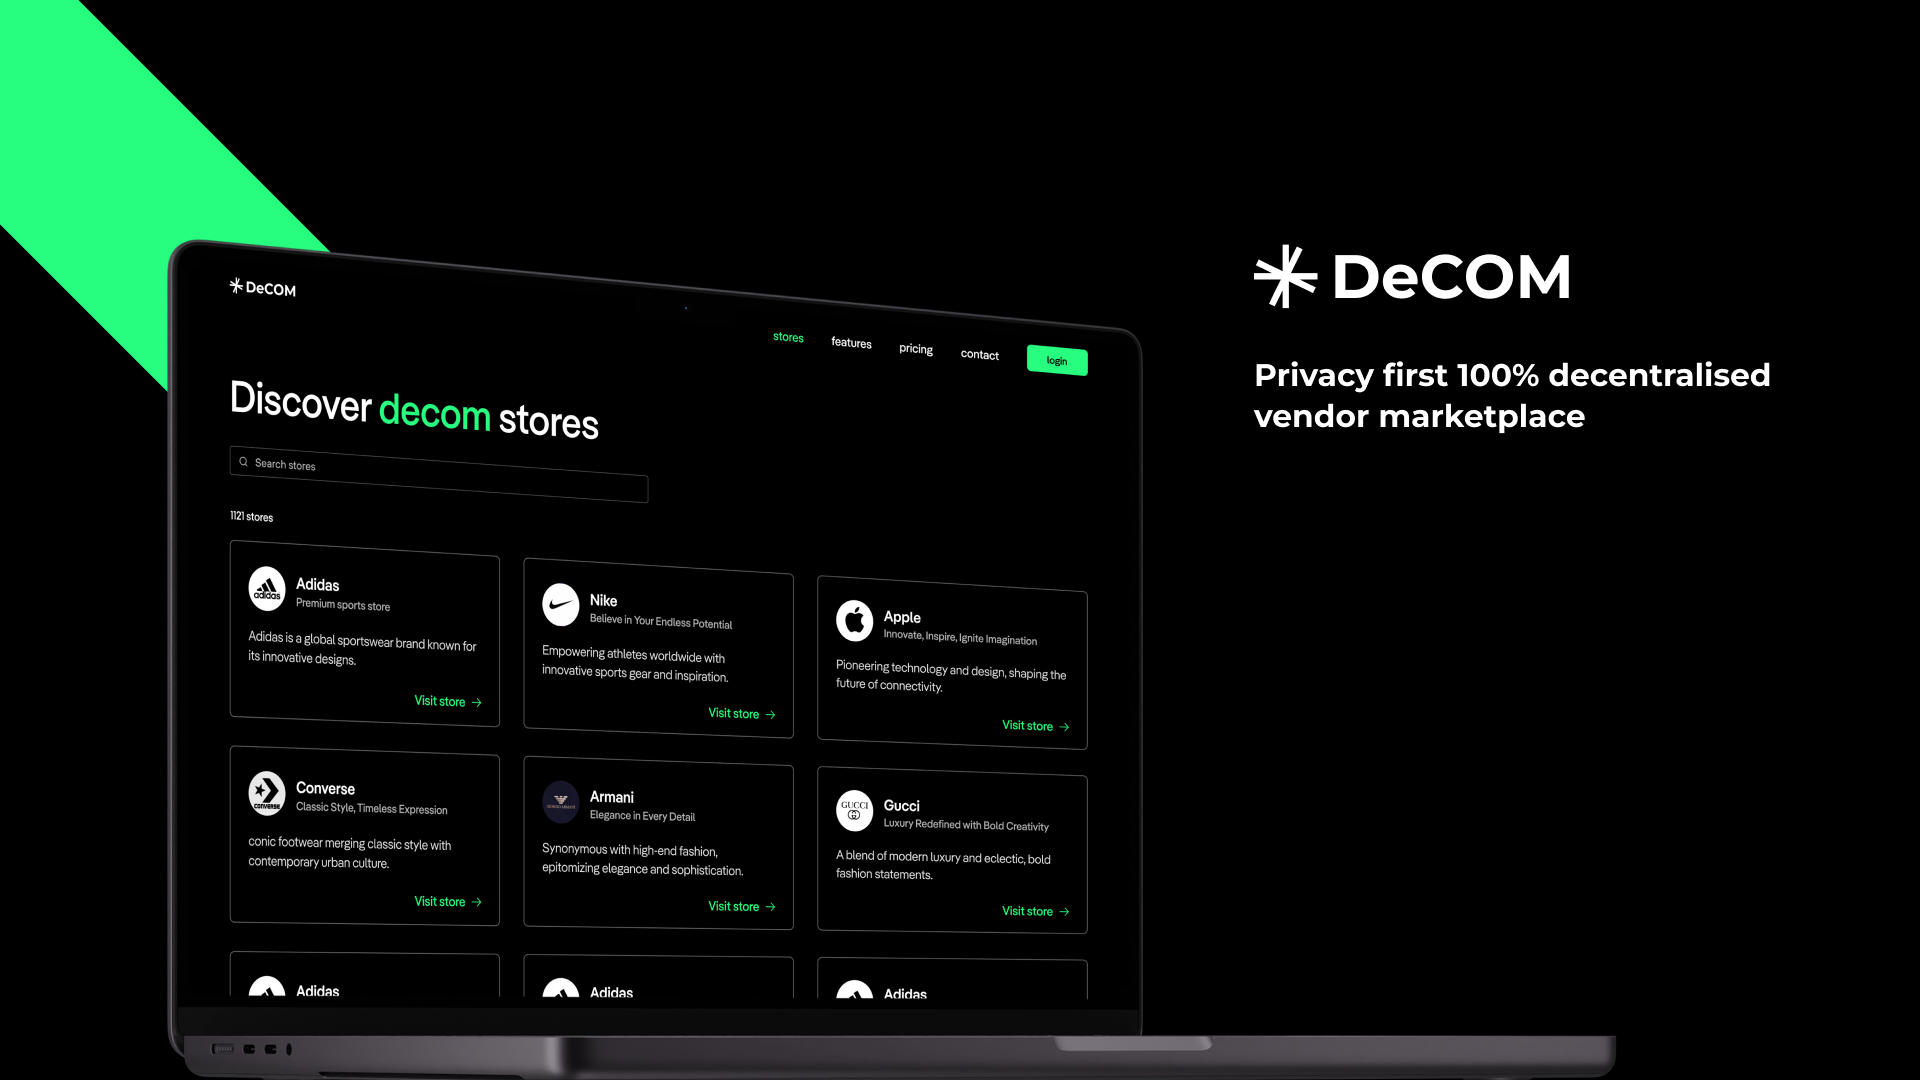 DeCOM
stores features pricing contact login
Discover decom stores
Search stores
1121 stores
adidas
Adidas
Premium sports store
Adidas is a global sportswear brand known for
its innovative designs.
Visit store →
Nike
Believe in Your Endless Potential
Empowering athletes worldwide with
innovative sports gear and inspiration.
Visit store →
Apple
Innovate, Inspire, Ignite Imagination
Pioneering technology and design, shaping the
future of connectivity.
Visit store →
CONVERSE
Converse
Classic Style, Timeless Expression
conic footwear merging classic style with
contemporary urban culture.
Visit store →
GIORGIO ARMANI
Armani
Elegance in Every Detail
Synonymous with high-end fashion,
epitomizing elegance and sophistication.
Visit store →
GUCCI
Gucci
Luxury Redefined with Bold Creativity
A blend of modern luxury and eclectic, bold
fashion statements.
Visit store →
Adidas
Adidas
Adidas
DeCOM
Privacy first 100% decentralised
vendor marketplace